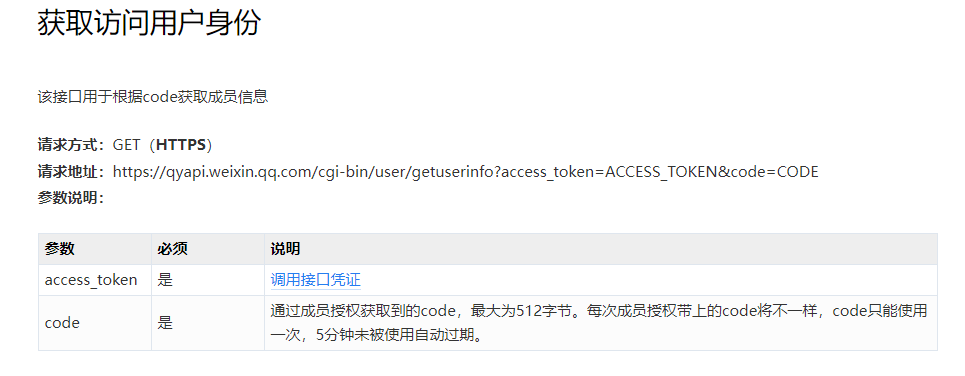 获取访问用户身份
该接口用于根据code获取成员信息
请求方式：GET（HTTPS）
请求地址：https://qyapi.weixin.qq.com/cgi-bin/user/getuserinfo?access_token=ACCESS_TOKEN&code=CODE
参数说明：
参数 必须 说明
access_token 是 调用接口凭证
code 是 通过成员授权获取到的code，最大为512字节。每次成员授权带上的code将不一样，code只能使用
一次，5分钟未被使用自动过期。